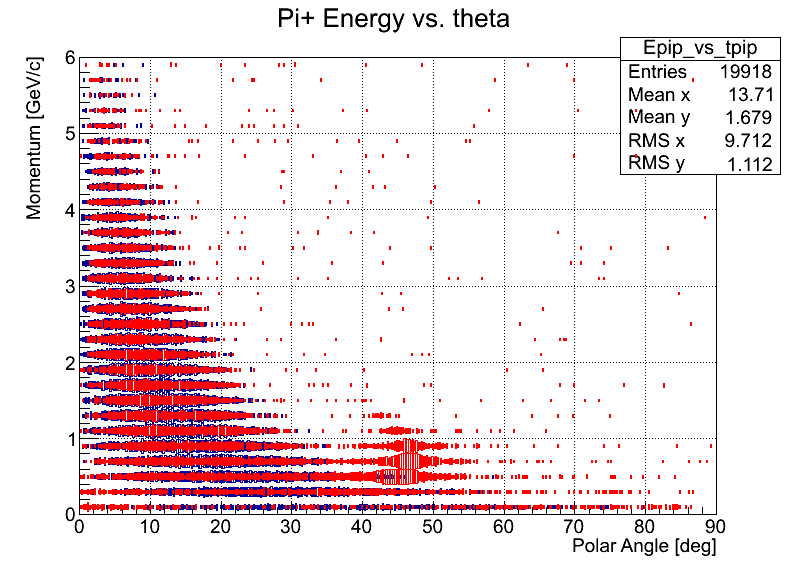 Pi+ Energy vs. theta
Epip_vs_tpip
Entries 19918
Mean x 13.71
Mean y 1.679
RMS x 9.712
RMS y 1.112
Momentum [GeV/c]
6
5
4
3
2
1
0
0 10 20 30 40 50 60 70 80 90
Polar Angle [deg]